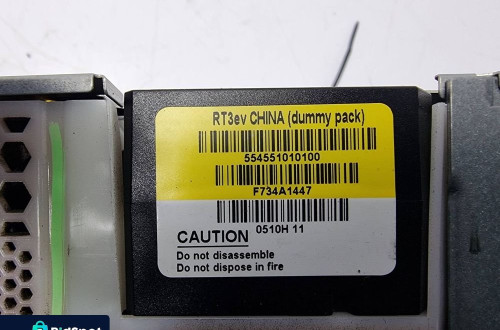 RT3ev CHINA (dummy pack)
554551010100
F734A1447
0510H 11
CAUTION
Do not disassemble
Do not dispose in fire
BidSpot